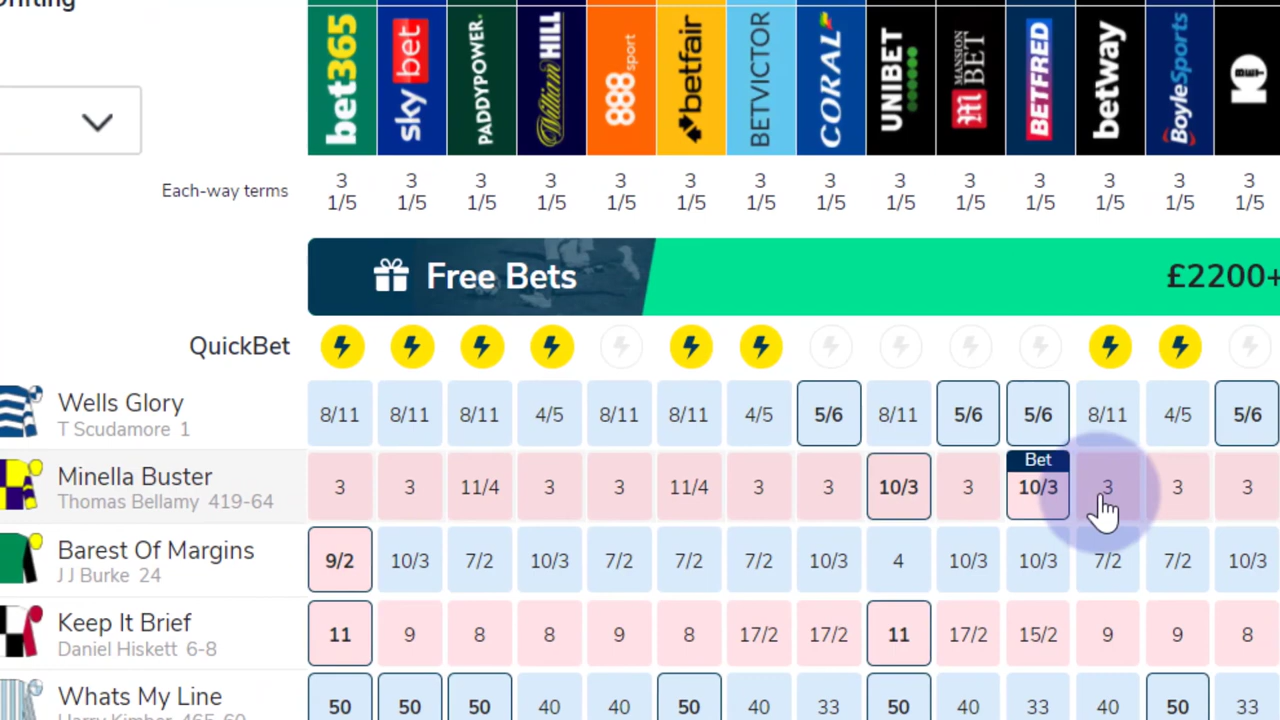 Drifting
bet365
sky bet
PADDYPOWER.
William HILL
888sport
betfair
BETVICTOR
CORAL
UNIBET
MANSION BET
BETFRED
betway
BoyleSports
10 BET
Each-way terms 3 3 3 3 3 3 3 3 3 3 3 3 3 3
1/5 1/5 1/5 1/5 1/5 1/5 1/5 1/5 1/5 1/5 1/5 1/5 1/5 1/5
Free Bets £2200+
QuickBet
Wells Glory 8/11 8/11 8/11 4/5 8/11 8/11 4/5 5/6 8/11 5/6 5/6 8/11 4/5 5/6
T Scudamore 1
Bet
Minella Buster 3 3 11/4 3 3 11/4 3 3 10/3 3 10/3 3 3 3
Thomas Bellamy 419-64
Barest Of Margins 9/2 10/3 7/2 10/3 7/2 7/2 7/2 10/3 4 10/3 10/3 7/2 7/2 10/3
J J Burke 24
Keep It Brief 11 9 8 8 9 8 17/2 17/2 11 17/2 15/2 9 9 8
Daniel Hiskett 6-8
Whats My Line 50 50 50 40 40 50 40 33 50 40 33 40 50 33
Harry Kimber 465-60